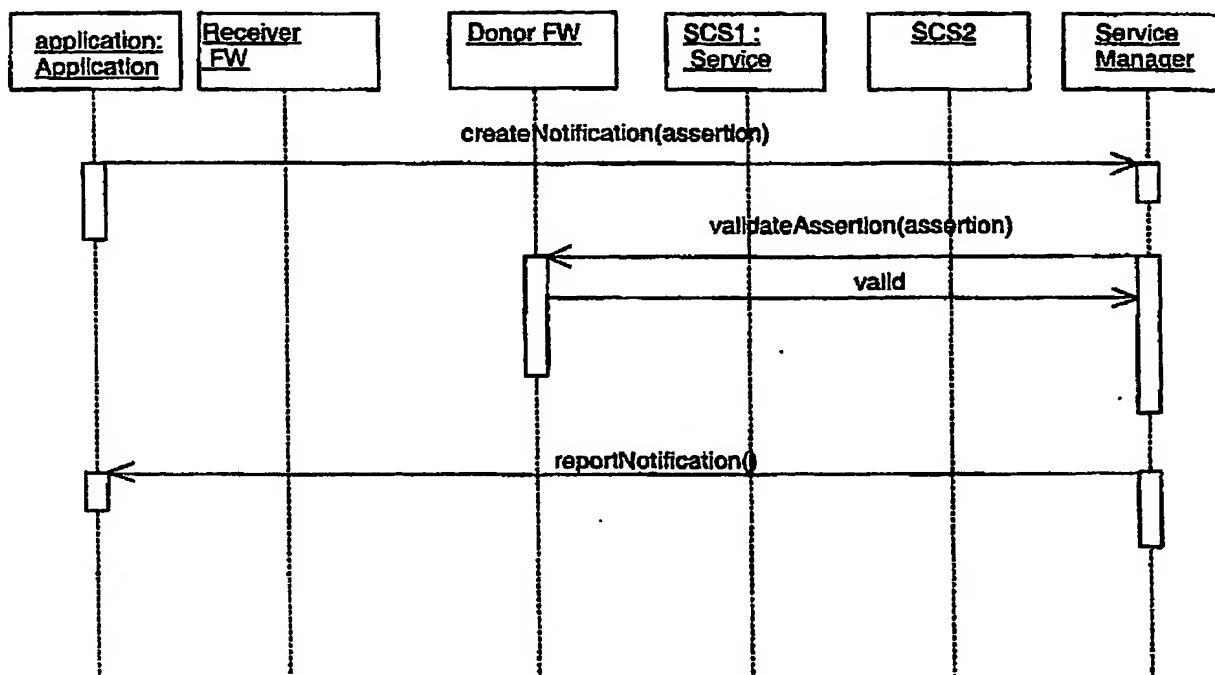 application:
Application
Receiver
FW
Donor FW
SCS1 :
Service
SCS2
Service
Manager
createNotification(assertion)
validateAssertion(assertion)
valid
reportNotification()